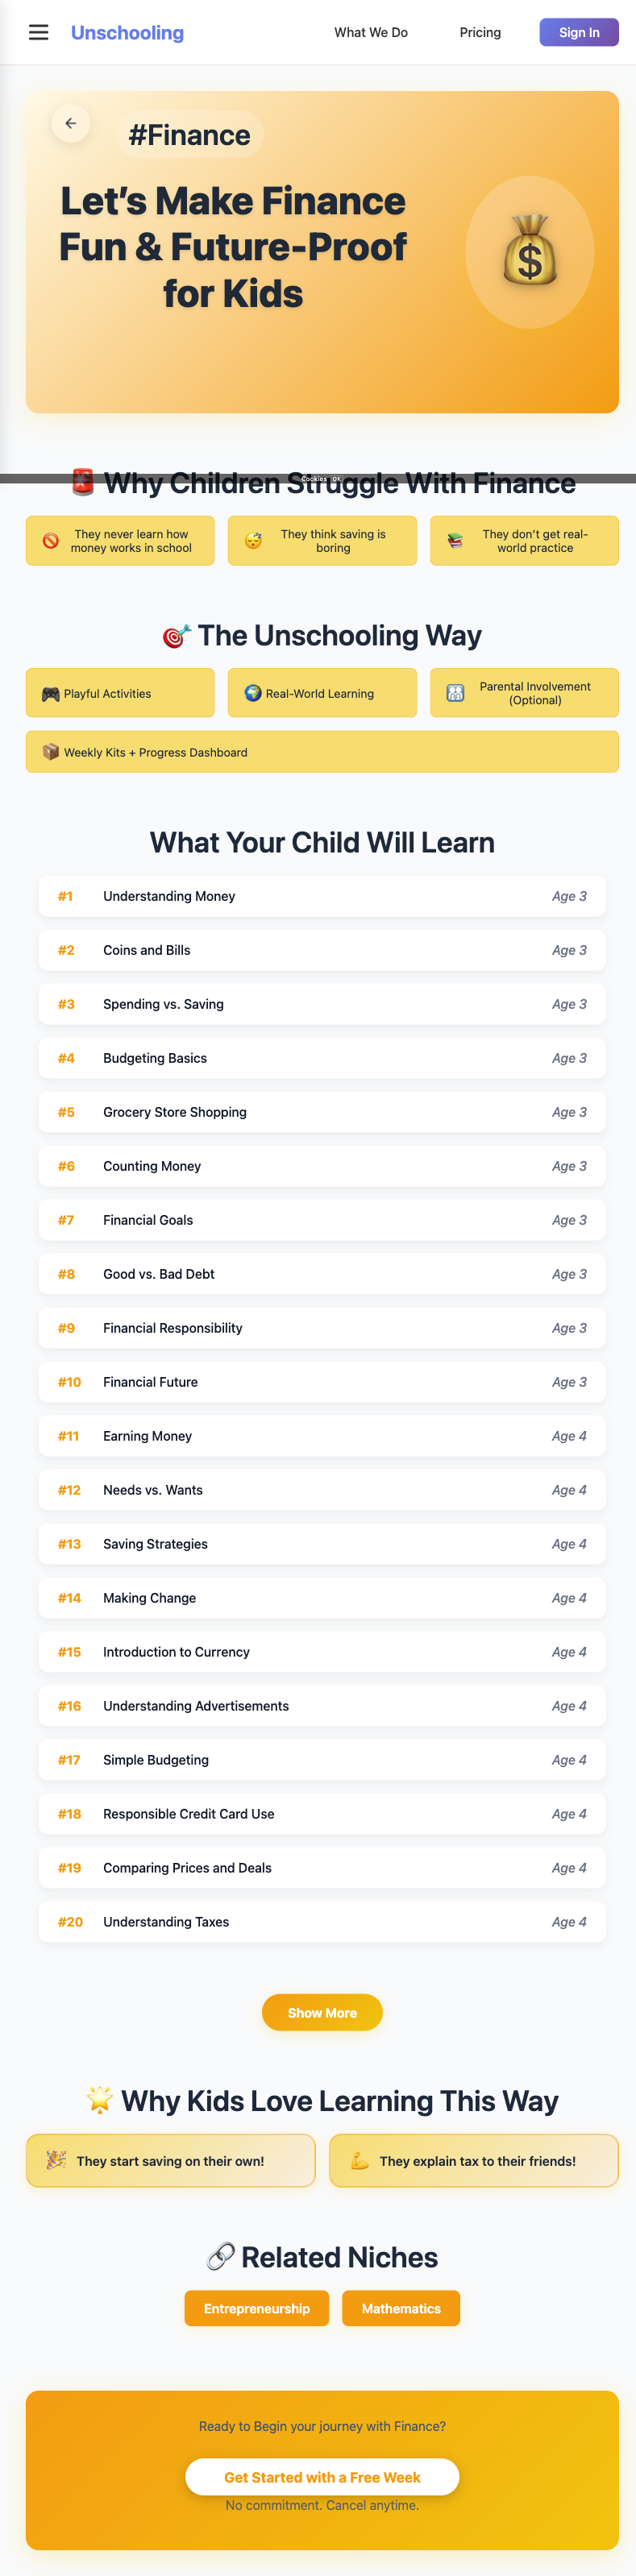 Unschooling
What We Do
Pricing
Sign In
#Finance
Let’s Make Finance
Fun & Future-Proof
for Kids
Why Children Struggle With Finance
Cookies OK
They never learn how
money works in school
They think saving is
boring
They don’t get real-
world practice
The Unschooling Way
Playful Activities
Real-World Learning
Parental Involvement
(Optional)
Weekly Kits + Progress Dashboard
What Your Child Will Learn
#1 Understanding Money Age 3
#2 Coins and Bills Age 3
#3 Spending vs. Saving Age 3
#4 Budgeting Basics Age 3
#5 Grocery Store Shopping Age 3
#6 Counting Money Age 3
#7 Financial Goals Age 3
#8 Good vs. Bad Debt Age 3
#9 Financial Responsibility Age 3
#10 Financial Future Age 3
#11 Earning Money Age 4
#12 Needs vs. Wants Age 4
#13 Saving Strategies Age 4
#14 Making Change Age 4
#15 Introduction to Currency Age 4
#16 Understanding Advertisements Age 4
#17 Simple Budgeting Age 4
#18 Responsible Credit Card Use Age 4
#19 Comparing Prices and Deals Age 4
#20 Understanding Taxes Age 4
Show More
Why Kids Love Learning This Way
They start saving on their own!
They explain tax to their friends!
Related Niches
Entrepreneurship
Mathematics
Ready to Begin your journey with Finance?
Get Started with a Free Week
No commitment. Cancel anytime.